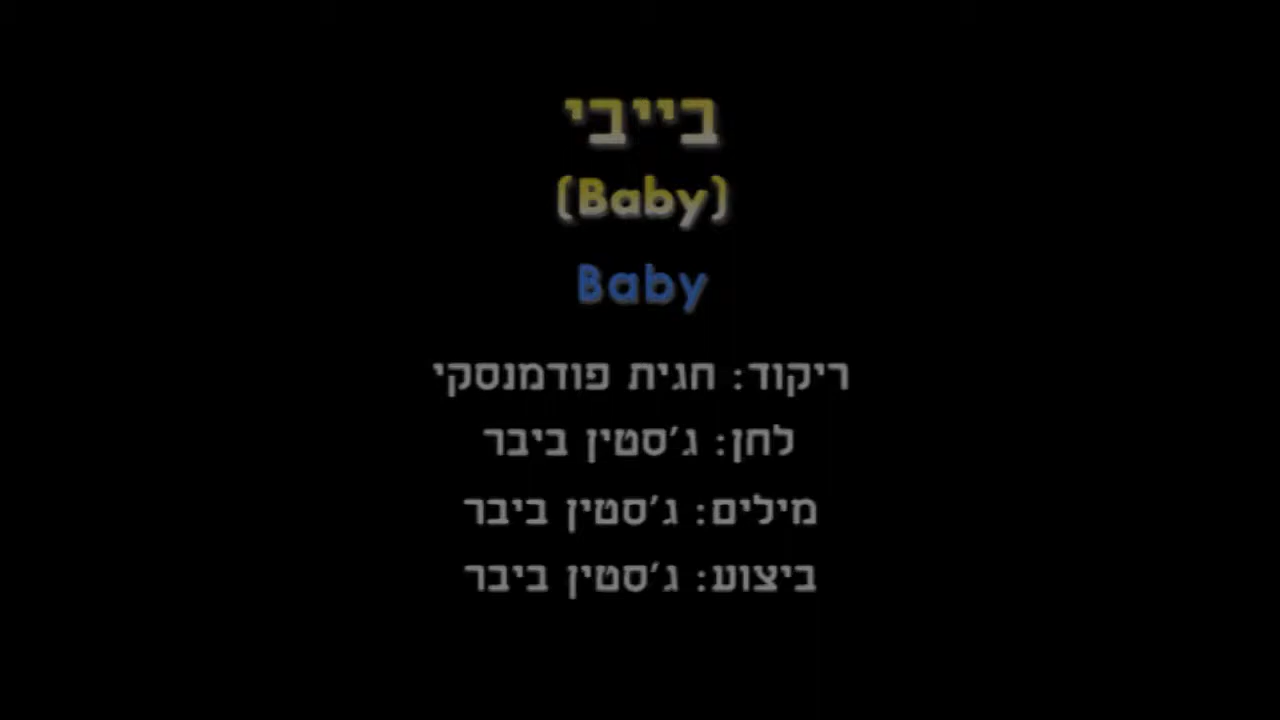 בייבי
(Baby)
Baby
ריקוד: חגית פודמנסקי
לחן: ג'סטין ביבר
מילים: ג'סטין ביבר
ביצוע: ג'סטין ביבר